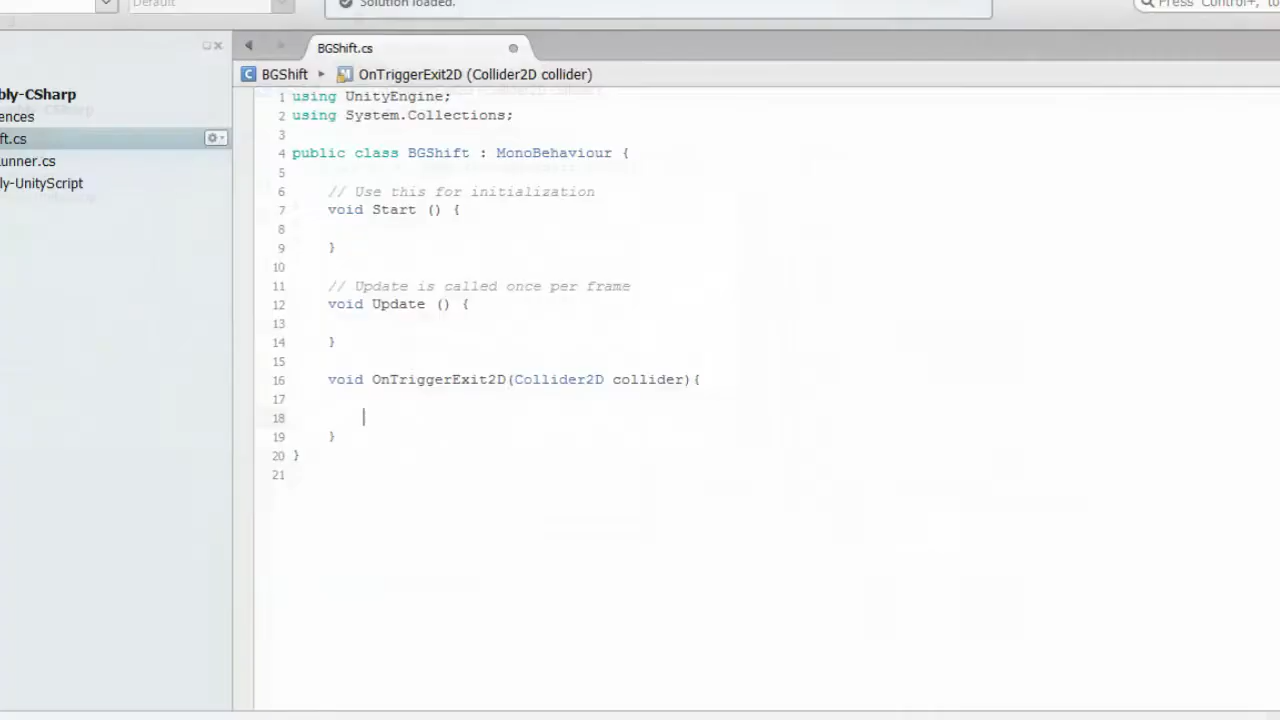 Default
Solution loaded.
Press 'Control+, to
BGShift.cs
BGShift ▸ OnTriggerExit2D (Collider2D collider)
bly-CSharp
ences
ft.cs
unner.cs
ly-UnityScript
1 using UnityEngine;
2 using System.Collections;
3
4 public class BGShift : MonoBehaviour {
5
6 // Use this for initialization
7 void Start () {
8
9 }
10
11 // Update is called once per frame
12 void Update () {
13
14 }
15
16 void OnTriggerExit2D(Collider2D collider){
17
18
19 }
20 }
21